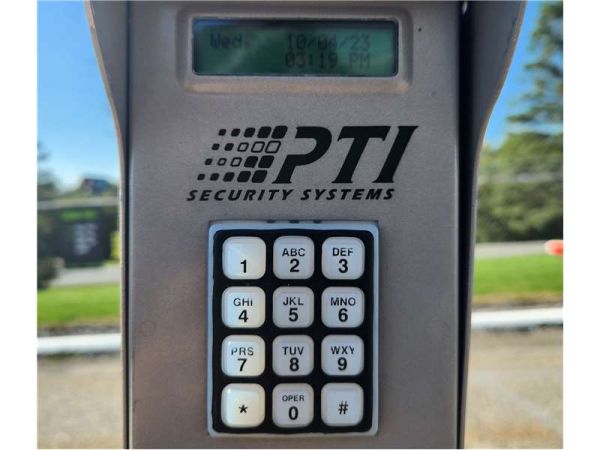 Wed. 10/04/23
03:19 PM
PTI
SECURITY SYSTEMS
1 ABC 2 DEF 3
GHI 4 JKL 5 MNO 6
PRS 7 TUV 8 WXY 9
* OPER 0 #